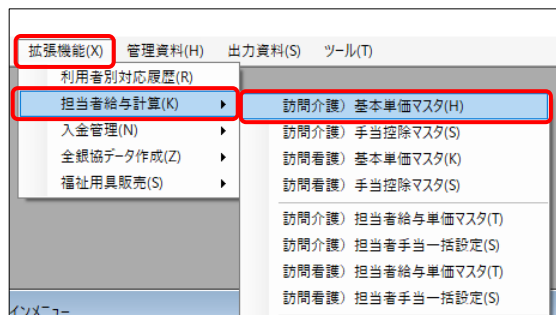 拡張機能(X) 管理資料(H) 出力資料(S) ツール(T)
利用者別対応履歴(R)
担当者給与計算(K)
入金管理(N)
全銀協データ作成(Z)
福祉用具販売(S)
訪問介護）基本単価マスタ(H)
訪問介護）手当控除マスタ(S)
訪問看護）基本単価マスタ(K)
訪問看護）手当控除マスタ(S)
訪問介護）担当者給与単価マスタ(T)
訪問介護）担当者手当一括設定(S)
訪問看護）担当者給与単価マスタ(T)
訪問看護）担当者手当一括設定(S)
インメニュー